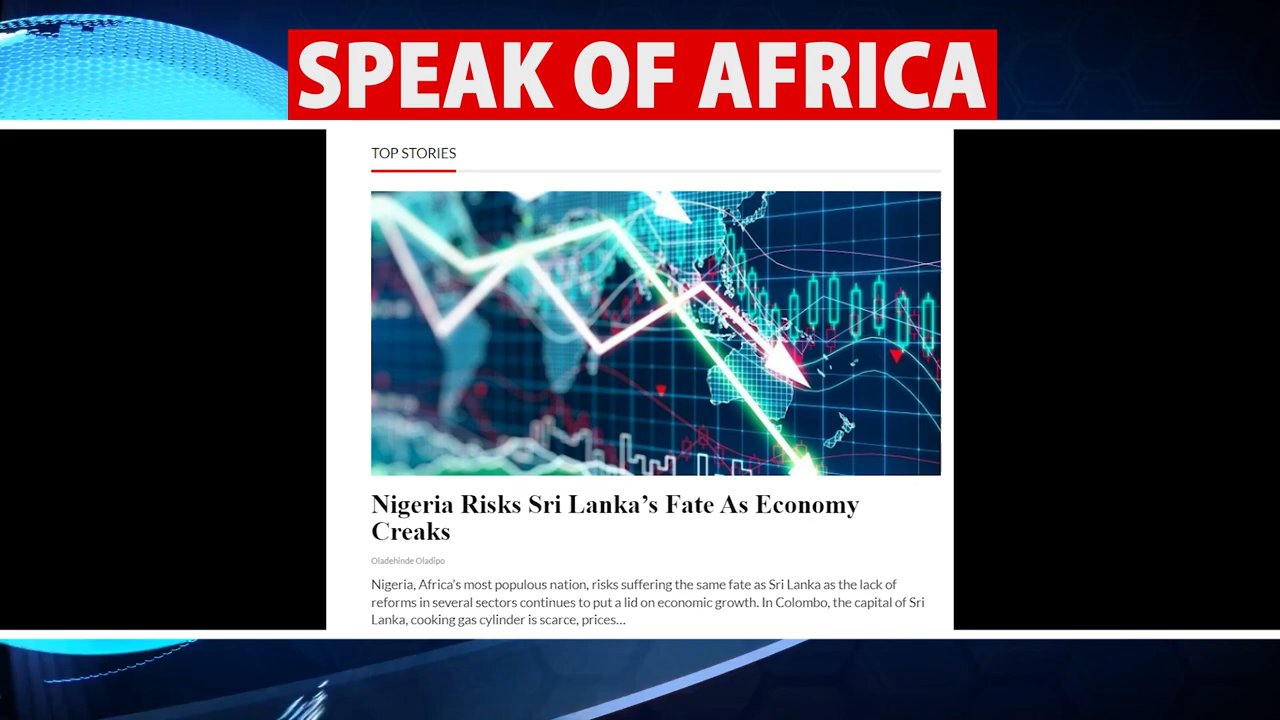 SPEAK OF AFRICA
TOP STORIES
Nigeria Risks Sri Lanka’s Fate As Economy
Creaks
Oladehinde Oladipo
Nigeria, Africa’s most populous nation, risks suffering the same fate as Sri Lanka as the lack of
reforms in several sectors continues to put a lid on economic growth. In Colombo, the capital of Sri
Lanka, cooking gas cylinder is scarce, prices...